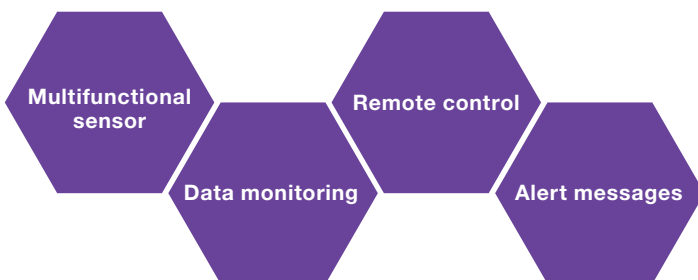 Multifunctional
sensor
Data monitoring
Remote control
Alert messages